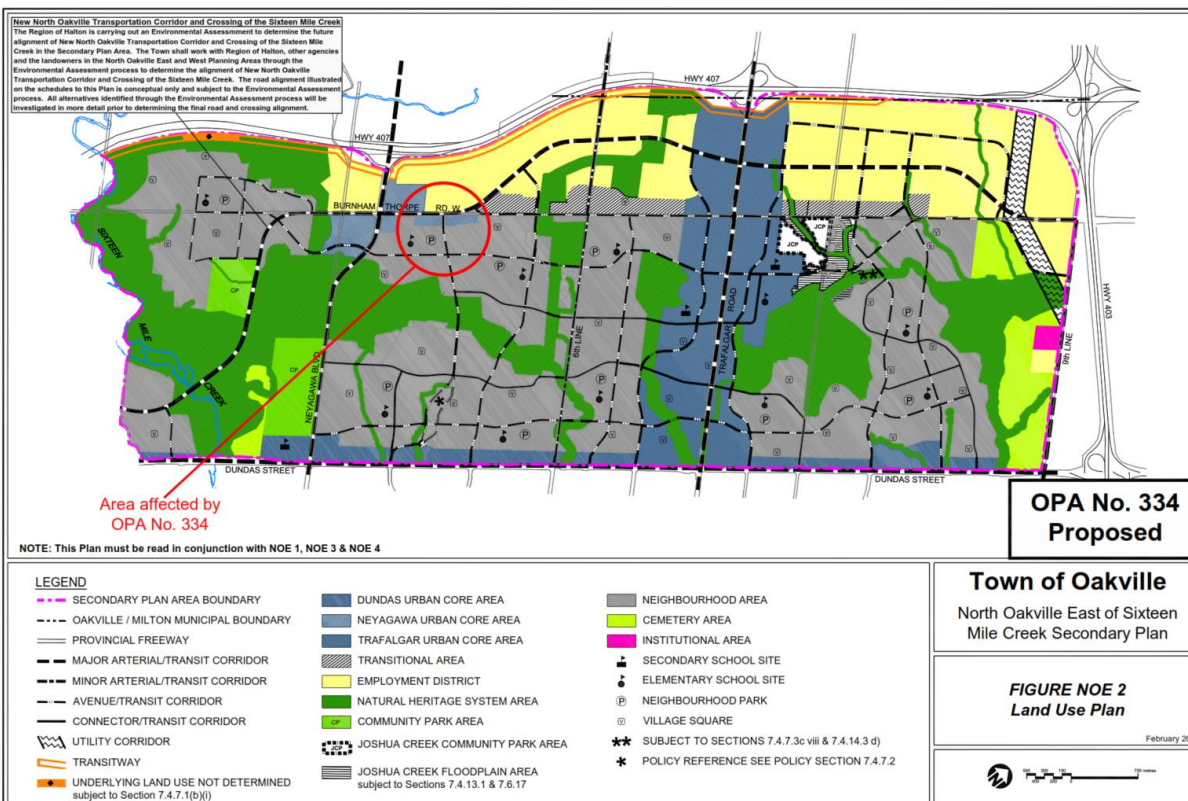 New North Oakville Transportation Corridor and Crossing of the Sixteen Mile Creek
The Region of Halton is carrying out an Environmental Assessmment to determine the future
alignment of New North Oakville Transportation Corridor and Crossing of the Sixteen Mile
Creek in the Secondary Plan Area. The Town shall work with Region of Halton, other agencies
and the landowners in the North Oakville East and West Planning Areas through the
Environmental Assessment process to determine the alignment of New North Oakville
Transportation Corridor and Crossing of the Sixteen Mile Creek. The road alignment illustrated
on the schedules to this Plan is conceptual only and subject to the Environmental Assessment
process. All alternatives identified through the Environmental Assessment process will be
investigated in more detail prior to determining the final road and crossing alignment.
HWY 407
HWY 407
BURNHAM THORPE RD. W.
JCP
JCP
JCP
SIXTEEN
MILE
CREEK
CP
CP
NEYAGAWA BLVD
6th LINE
TRAFALGAR ROAD
HWY 403
9th LINE
DUNDAS STREET
DUNDAS STREET
Area affected by
OPA No. 334
OPA No. 334
Proposed
NOTE: This Plan must be read in conjunction with NOE 1, NOE 3 & NOE 4
LEGEND
SECONDARY PLAN AREA BOUNDARY
OAKVILLE / MILTON MUNICIPAL BOUNDARY
PROVINCIAL FREEWAY
MAJOR ARTERIAL/TRANSIT CORRIDOR
MINOR ARTERIAL/TRANSIT CORRIDOR
AVENUE/TRANSIT CORRIDOR
CONNECTOR/TRANSIT CORRIDOR
UTILITY CORRIDOR
TRANSITWAY
UNDERLYING LAND USE NOT DETERMINED
subject to Section 7.4.7.1(b)(i)
DUNDAS URBAN CORE AREA
NEYAGAWA URBAN CORE AREA
TRAFALGAR URBAN CORE AREA
TRANSITIONAL AREA
EMPLOYMENT DISTRICT
NATURAL HERITAGE SYSTEM AREA
CP COMMUNITY PARK AREA
JCP JOSHUA CREEK COMMUNITY PARK AREA
JOSHUA CREEK FLOODPLAIN AREA
subject to Sections 7.4.13.1 & 7.6.17
NEIGHBOURHOOD AREA
CEMETERY AREA
INSTITUTIONAL AREA
SECONDARY SCHOOL SITE
ELEMENTARY SCHOOL SITE
P NEIGHBOURHOOD PARK
V VILLAGE SQUARE
** SUBJECT TO SECTIONS 7.4.7.3c viii & 7.4.14.3 d)
* POLICY REFERENCE SEE POLICY SECTION 7.4.7.2
Town of Oakville
North Oakville East of Sixteen
Mile Creek Secondary Plan
FIGURE NOE 2
Land Use Plan
February 20